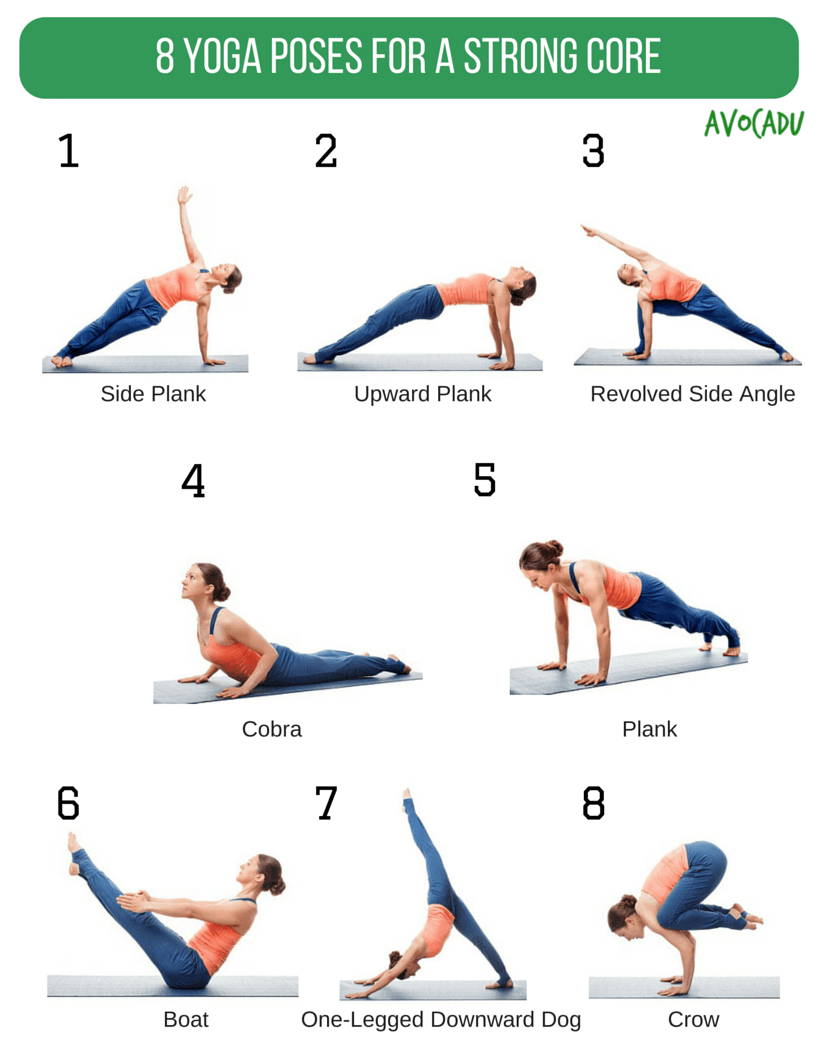 8 YOGA POSES FOR A STRONG CORE
AVOCADU
1
2
3
Side Plank
Upward Plank
Revolved Side Angle
4
5
Cobra
Plank
6
7
8
Boat
One-Legged Downward Dog
Crow